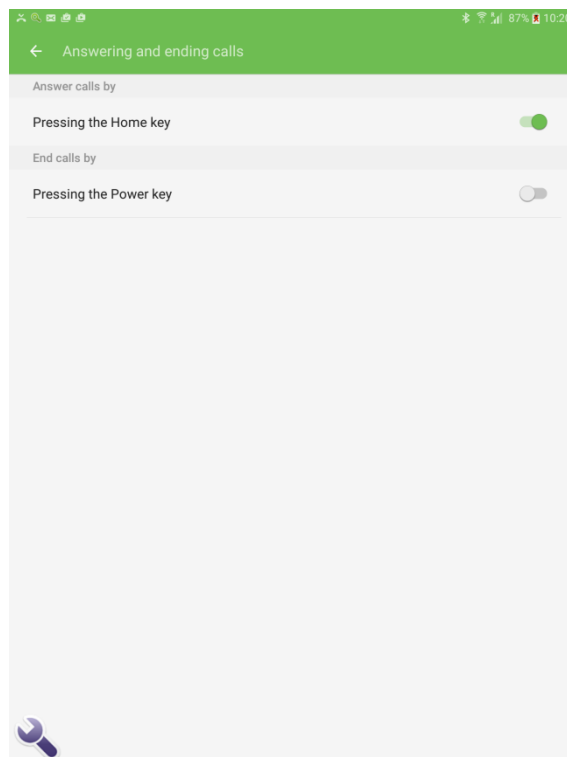 87% 10:20
Answering and ending calls
Answer calls by
Pressing the Home key
End calls by
Pressing the Power key